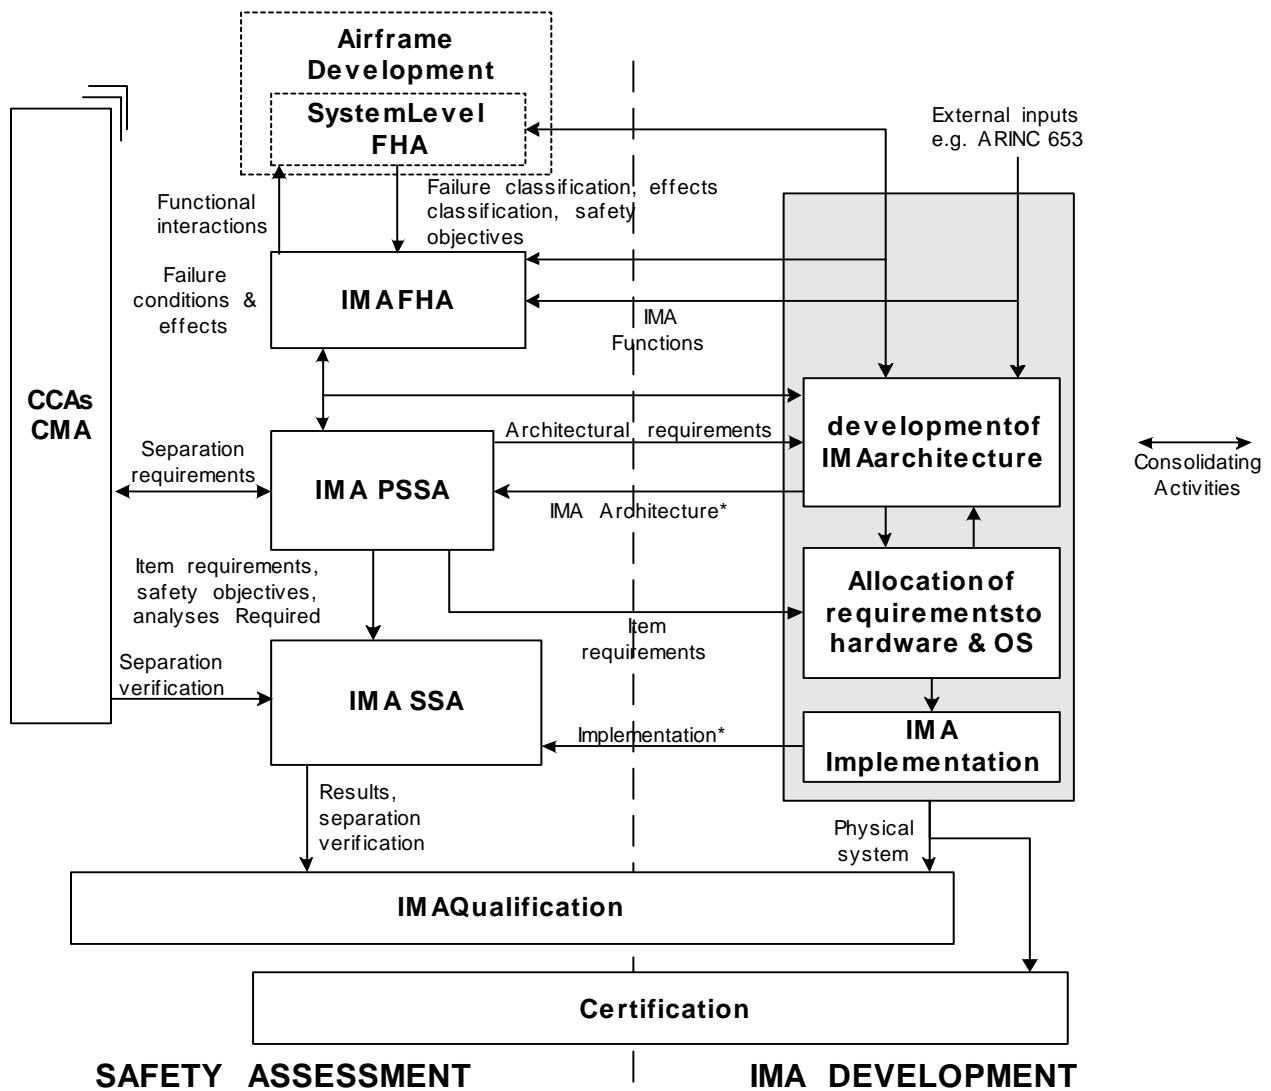 Airframe
Development
SystemLevel
FHA
External inputs
e.g. ARINC 653
Functional
interactions
Failure classification, effects
classification, safety
objectives
Failure
conditions &
effects
IMAFHA
IMA
Functions
CCAs
CMA
Separation
requirements
IMA PSSA
Architectural requirements
IMA Architecture*
developmentof
IMAarchitecture
Consolidating
Activities
Item requirements,
safety objectives,
analyses Required
Item
requirements
Allocationof
requirementsto
hardware & OS
Separation
verification
IMA SSA
Implementation*
IMA
Implementation
Results,
separation
verification
Physical
system
IMAQualification
Certification
SAFETY ASSESSMENT
IMA DEVELOPMENT